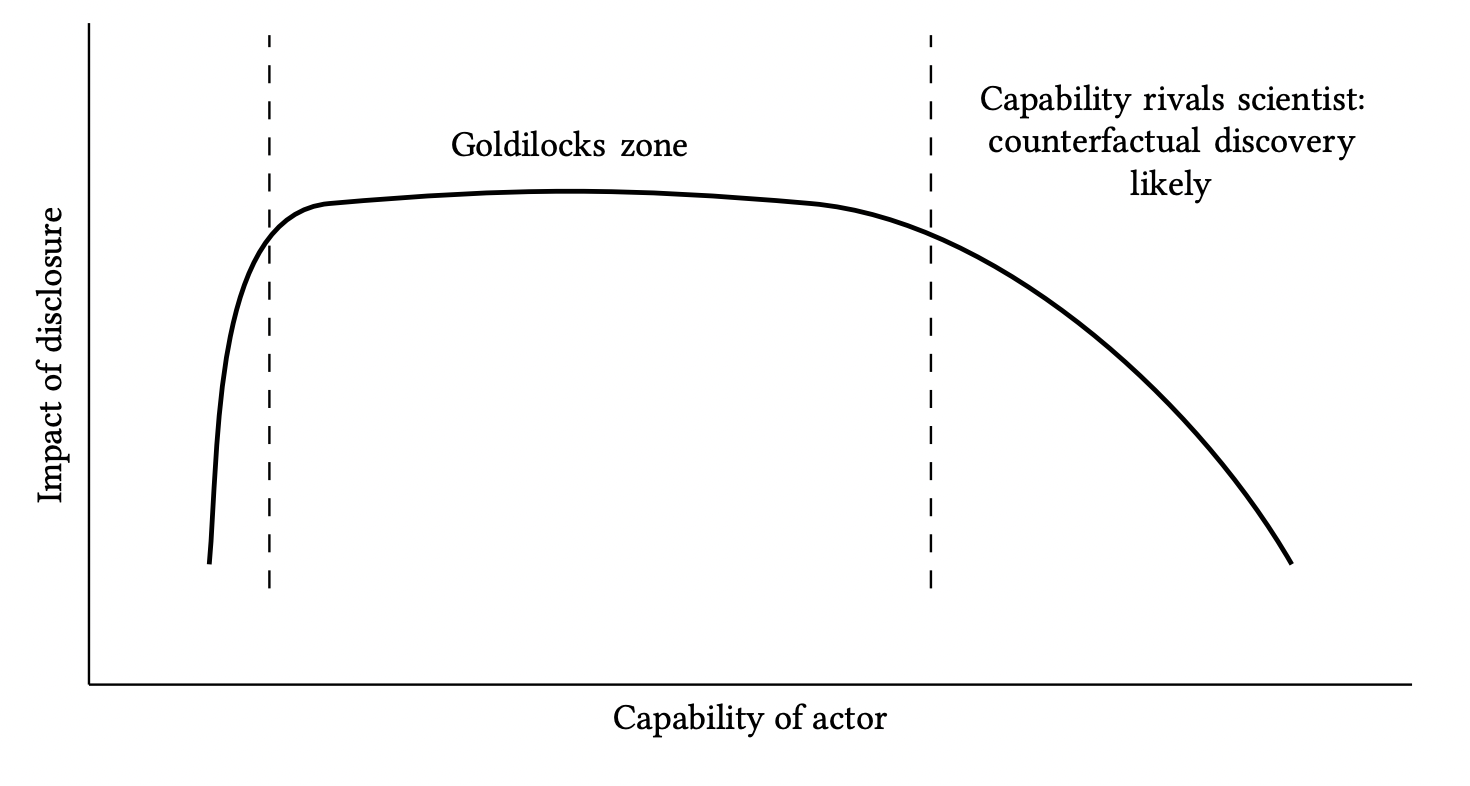 Goldilocks zone
Capability rivals scientist:
counterfactual discovery
likely
Impact of disclosure
Capability of actor